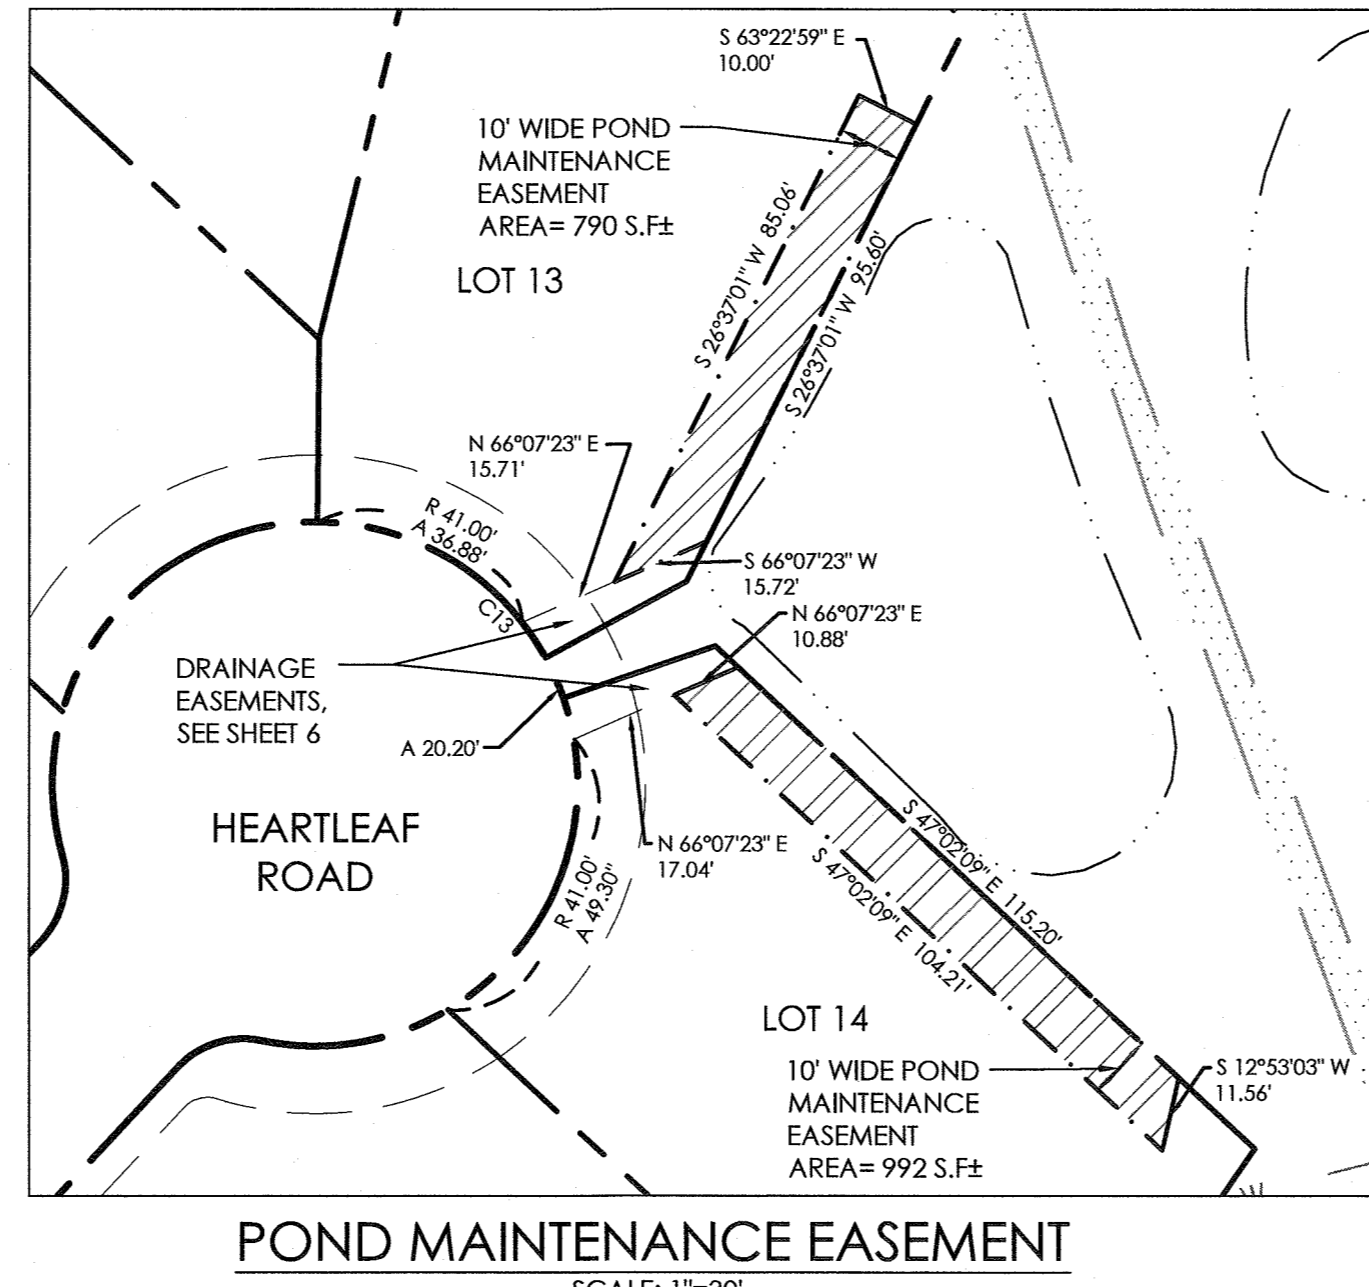 S 63°22'59" E
10.00'
10' WIDE POND
MAINTENANCE
EASEMENT
AREA= 790 S.F±
LOT 13
S 26°37'01" W 85.06'
S 26°37'01" W 95.60'
N 66°07'23" E
15.71'
R 41.00'
A 36.88'
C13
S 66°07'23" W
15.72'
N 66°07'23" E
10.88'
DRAINAGE
EASEMENTS,
SEE SHEET 6
A 20.20'
HEARTLEAF
ROAD
N 66°07'23" E
17.04'
R 41.00'
A 49.30"
S 47°02'09" E 115.20'
S 47°02'09" E 104.21'
LOT 14
10' WIDE POND
MAINTENANCE
EASEMENT
AREA= 992 S.F±
S 12°53'03" W
11.56'
POND MAINTENANCE EASEMENT